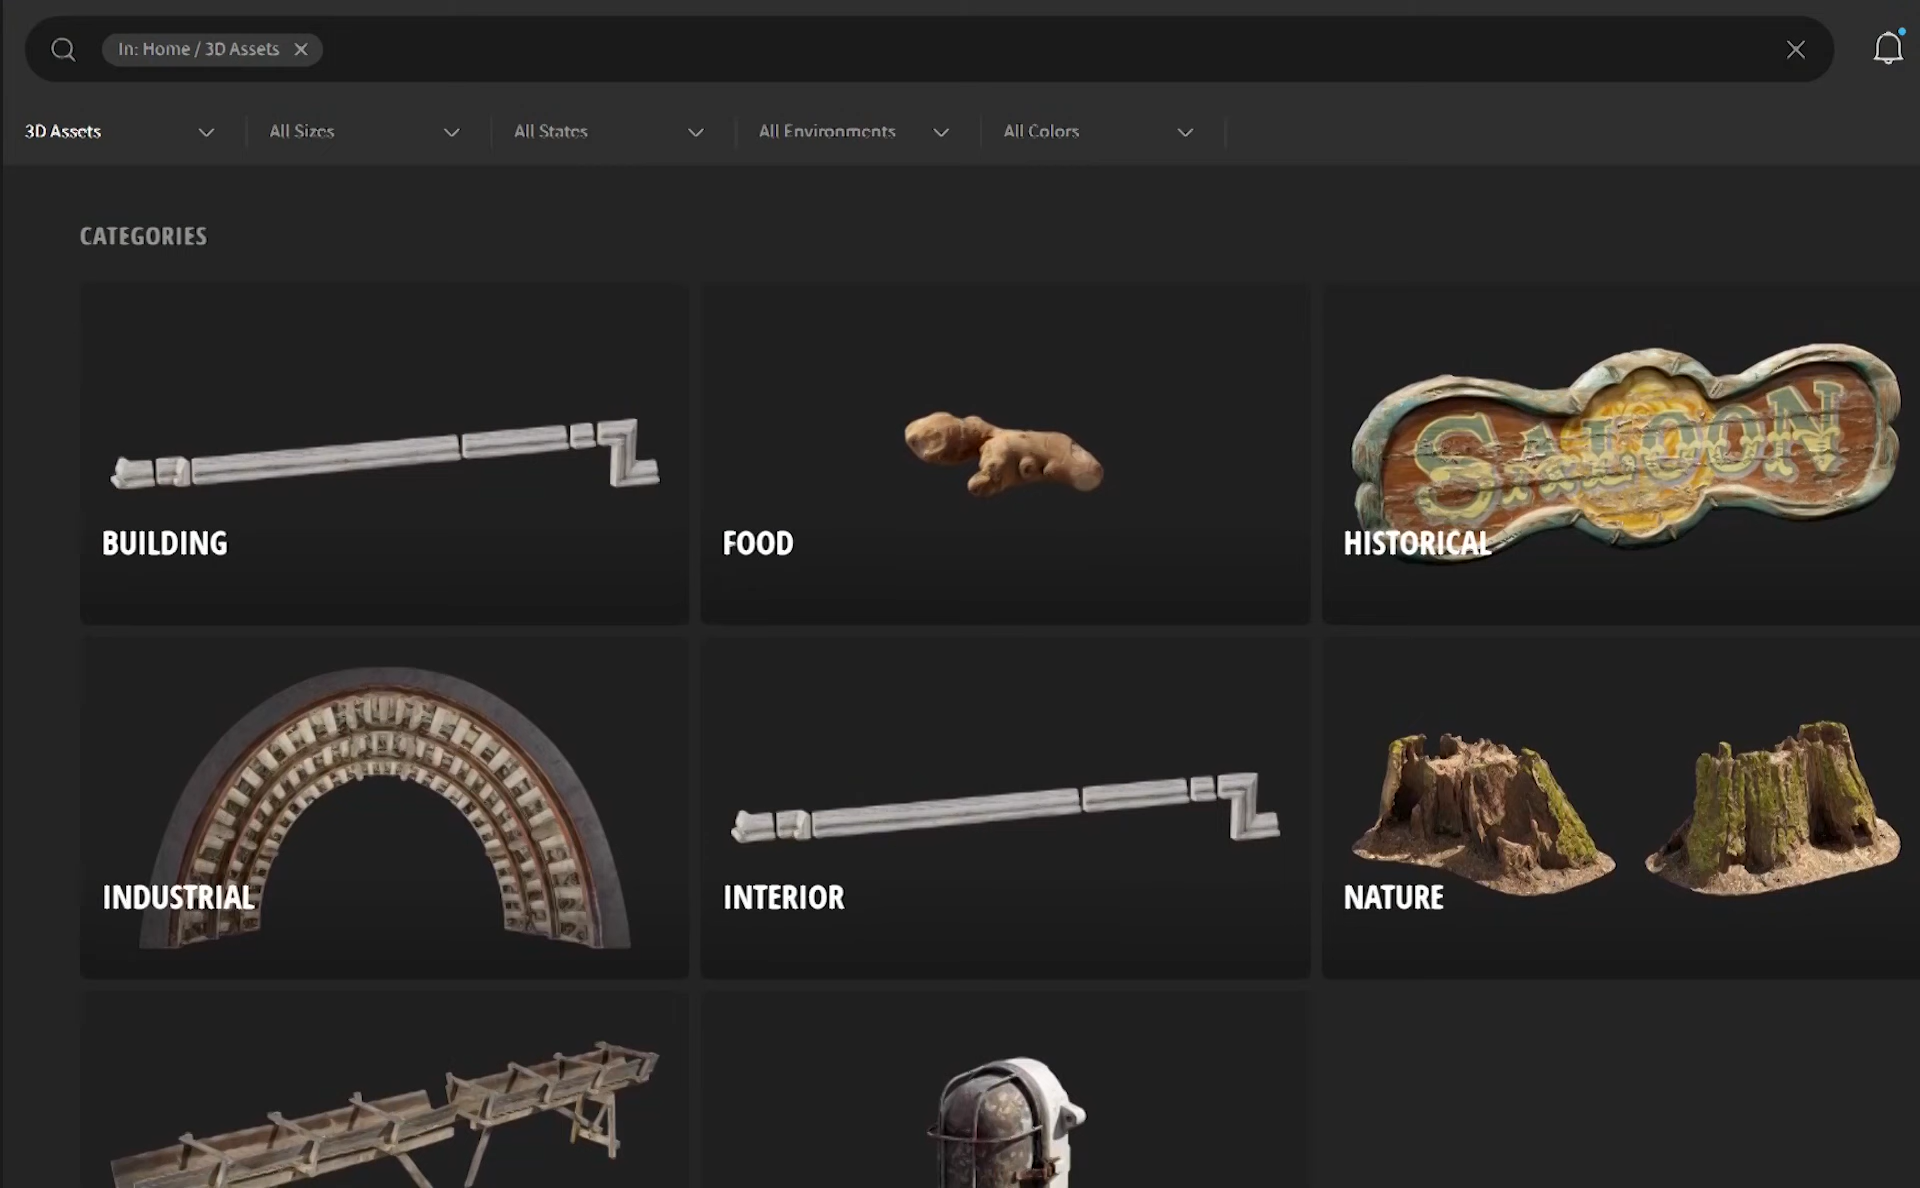 In: Home / 3D Assets
3D Assets
All Sizes
All States
All Environments
All Colors
CATEGORIES
BUILDING
FOOD
SALOON
HISTORICAL
INDUSTRIAL
INTERIOR
NATURE